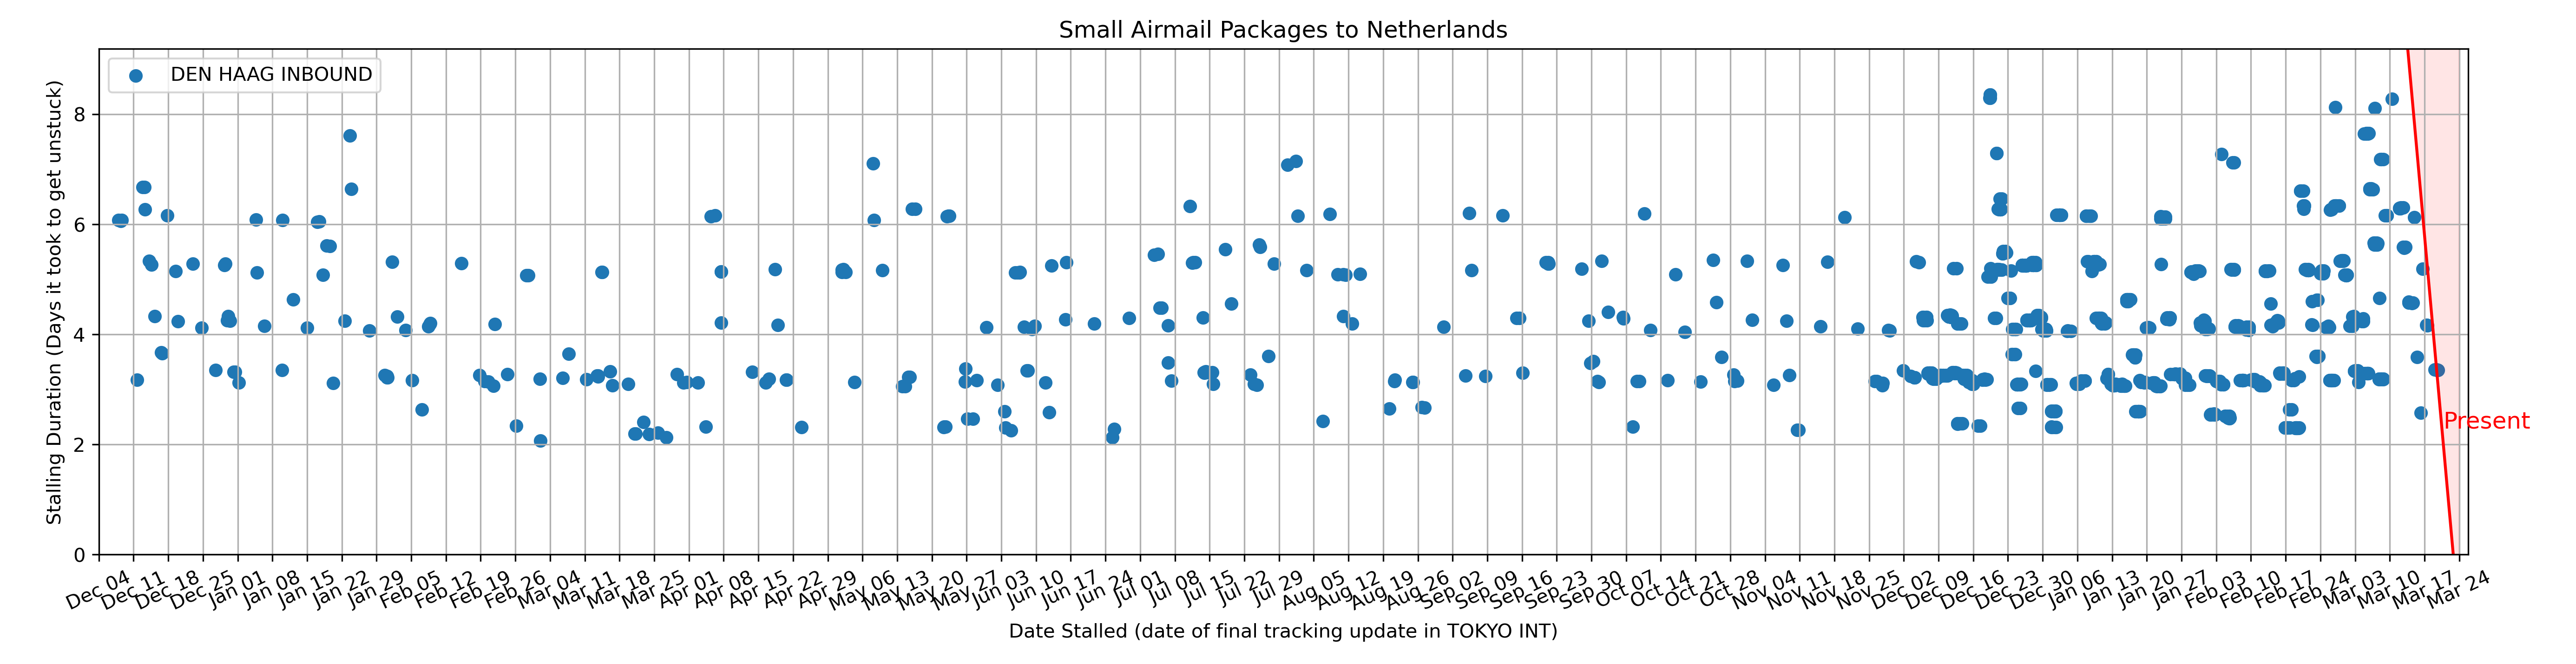 Small Airmail Packages to Netherlands
DEN HAAG INBOUND
Stalling Duration (Days it took to get unstuck)
8
6
4
2
0
Present
Dec 04 Dec 11 Dec 18 Dec 25 Jan 01 Jan 08 Jan 15 Jan 22 Jan 29 Feb 05 Feb 12 Feb 19 Feb 26 Mar 04 Mar 11 Mar 18 Mar 25 Apr 01 Apr 08 Apr 15 Apr 22 Apr 29 May 06 May 13 May 20 May 27 Jun 03 Jun 10 Jun 17 Jun 24 Jul 01 Jul 08 Jul 15 Jul 22 Jul 29 Aug 05 Aug 12 Aug 19 Aug 26 Sep 02 Sep 09 Sep 16 Sep 23 Sep 30 Oct 07 Oct 14 Oct 21 Oct 28 Nov 04 Nov 11 Nov 18 Nov 25 Dec 02 Dec 09 Dec 16 Dec 23 Dec 30 Jan 06 Jan 13 Jan 20 Jan 27 Feb 03 Feb 10 Feb 17 Feb 24 Mar 03 Mar 10 Mar 17 Mar 24
Date Stalled (date of final tracking update in TOKYO INT)